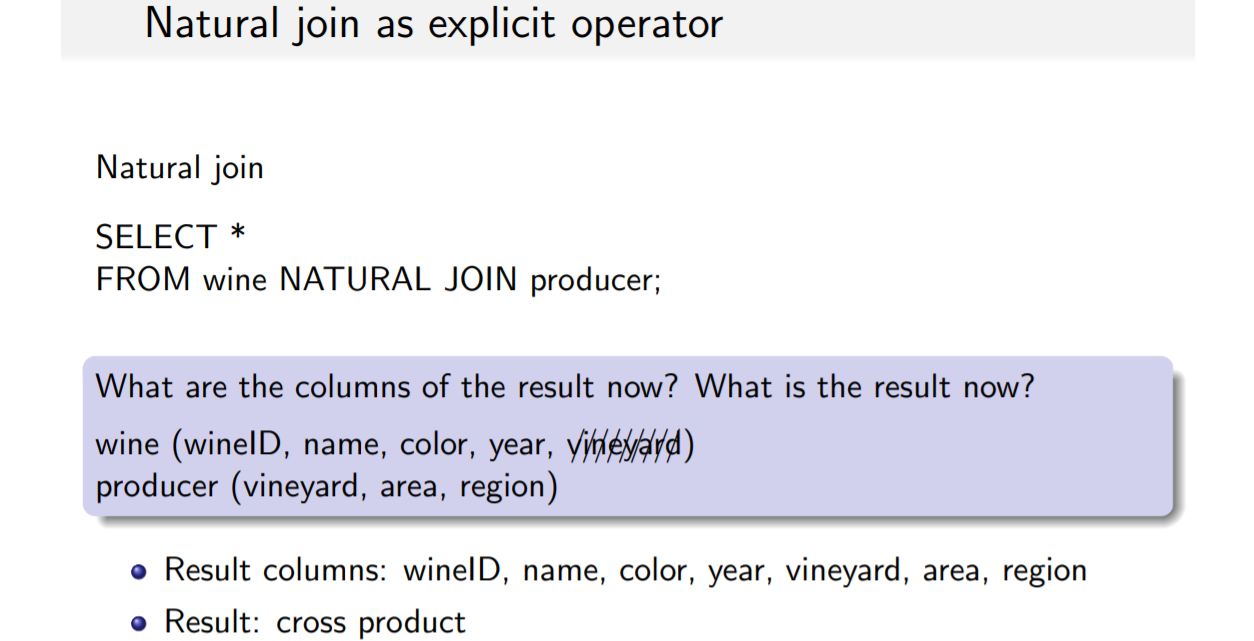 Natural join as explicit operator
Natural join
SELECT *
FROM wine NATURAL JOIN producer;
What are the columns of the result now? What is the result now?
wine (wineID, name, color, year, vineyard)
producer (vineyard, area, region)
Result columns: wineID, name, color, year, vineyard, area, region
Result: cross product